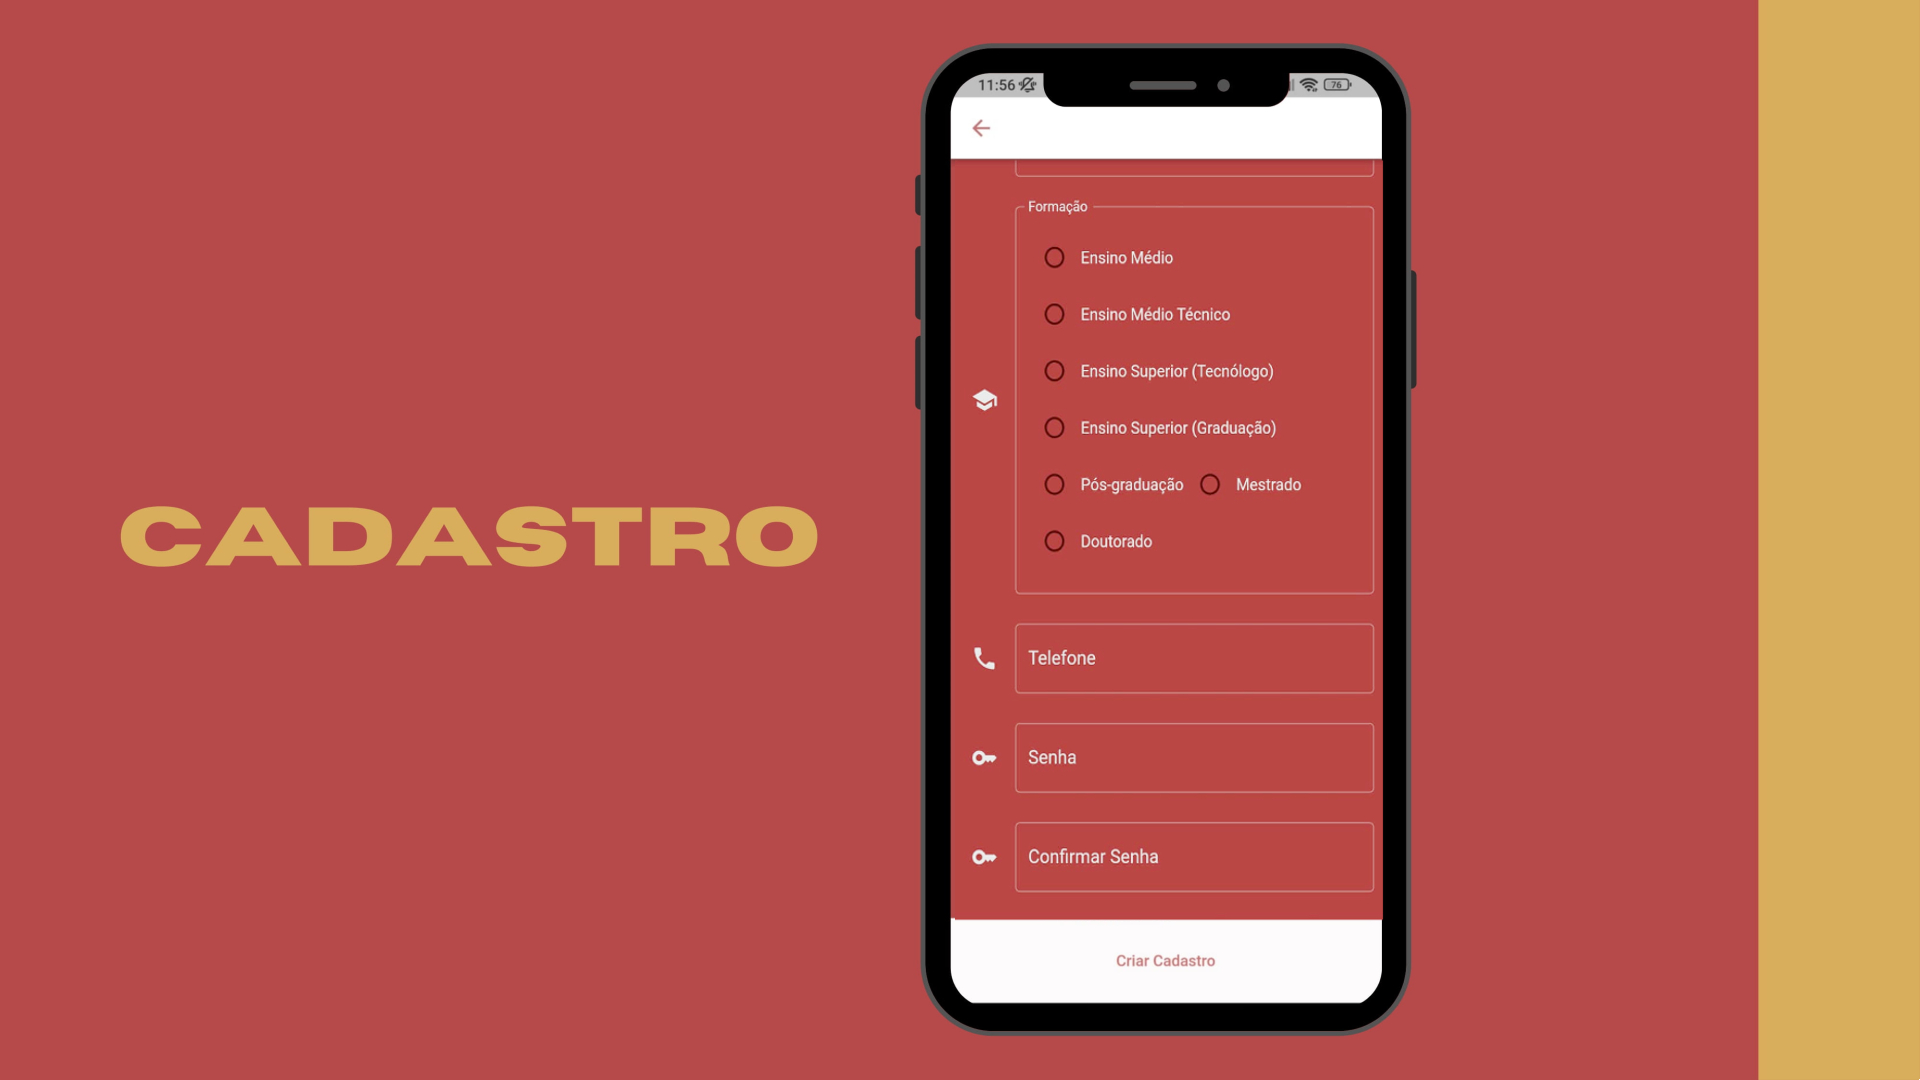 CADASTRO
11:56
76
Formação
Ensino Médio
Ensino Médio Técnico
Ensino Superior (Tecnólogo)
Ensino Superior (Graduação)
Pós-graduação Mestrado
Doutorado
Telefone
Senha
Confirmar Senha
Criar Cadastro